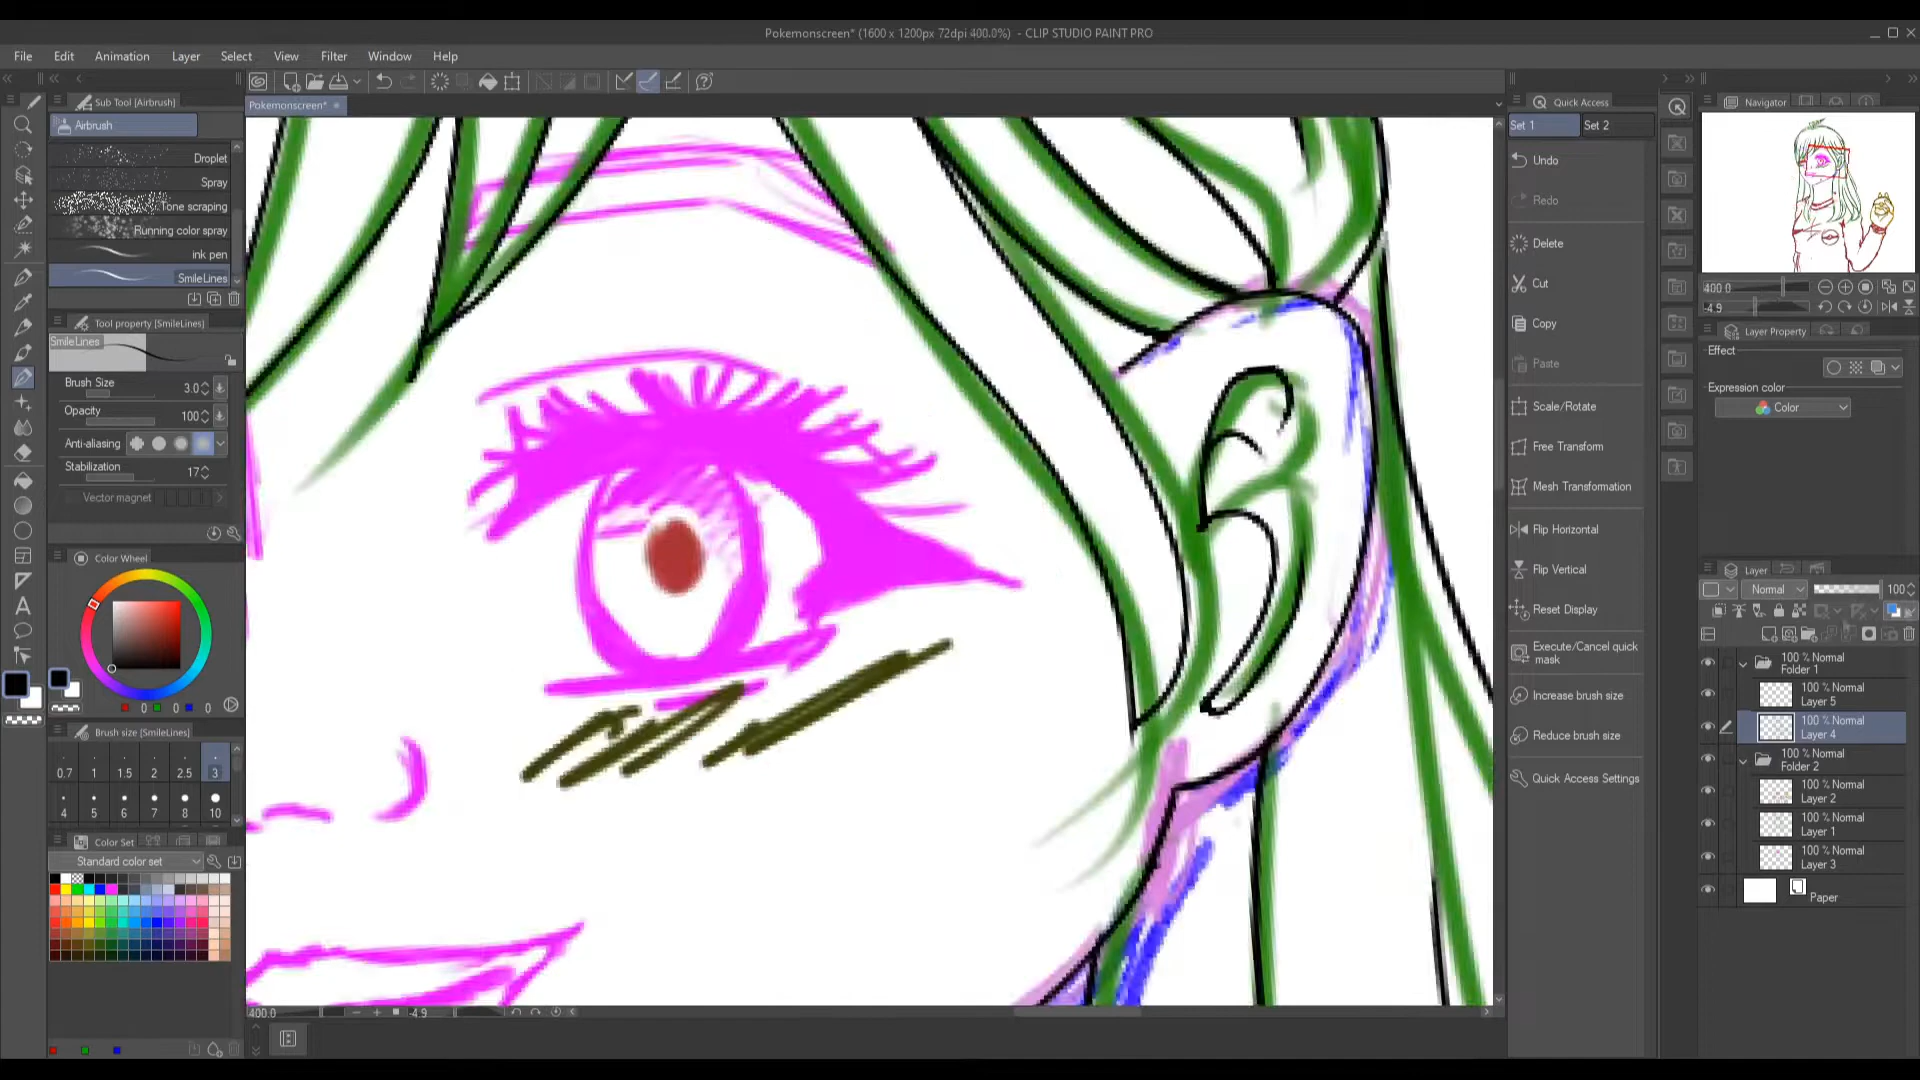 Pokemonscreen* (1600 x 1200px 72dpi 400.0%) - CLIP STUDIO PAINT PRO
File Edit Animation Layer Select View Filter Window Help
Sub Tool [Airbrush]
Airbrush
Droplet
Spray
Tone scraping
Running color spray
ink pen
SmileLines
Tool property [SmileLines]
SmileLines
Brush Size 3.0
Opacity 100
Anti-aliasing
Stabilization 17
Vector magnet
Color Wheel
0 0 0
Brush size [SmileLines]
0.7 1 1.5 2 2.5 3
4 5 6 7 8 10
Color Set
Standard color set
Pokemonscreen*
400.0 -4.9
Quick Access
Set 1 Set 2
Undo
Redo
Delete
Cut
Copy
Paste
Scale/Rotate
Free Transform
Mesh Transformation
Flip Horizontal
Flip Vertical
Reset Display
Execute/Cancel quick
mask
Increase brush size
Reduce brush size
Quick Access Settings
Navigator
400.0
-4.9
Layer Property
Effect
Expression color
Color
Layer
Normal 100
100 % Normal
Folder 1
100 % Normal
Layer 5
100 % Normal
Layer 4
100 % Normal
Folder 2
100 % Normal
Layer 2
100 % Normal
Layer 1
100 % Normal
Layer 3
Paper